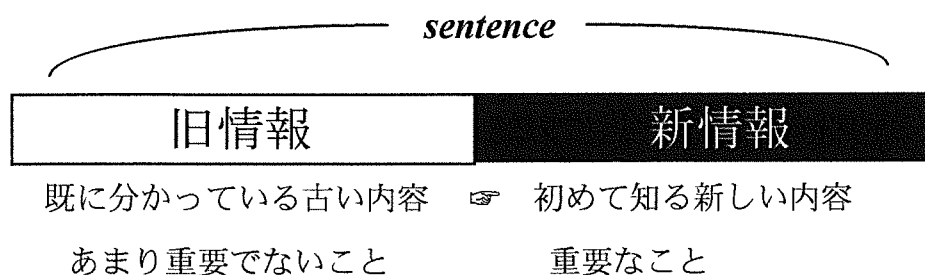 sentence
旧情報 新情報
既に分かっている古い内容 ☞ 初めて知る新しい内容
あまり重要でないこと 重要なこと